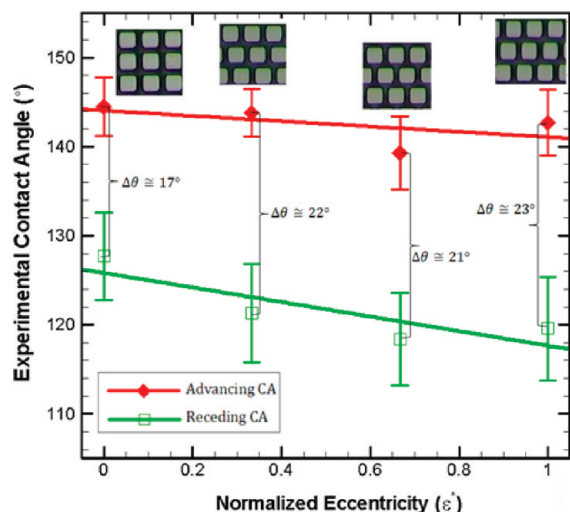 Experimental Contact Angle (°)
150
140
130
120
110
Δθ ≅ 17°
Δθ ≅ 22°
Δθ ≅ 21°
Δθ ≅ 23°
Advancing CA
Receding CA
0
0.2
0.4
0.6
0.8
1
Normalized Eccentricity (ε*)